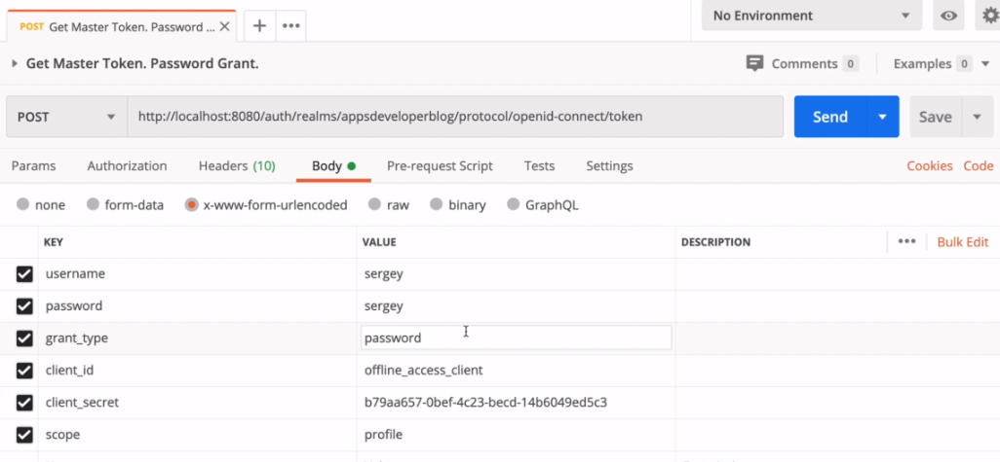 POST Get Master Token. Password ...
No Environment
Get Master Token. Password Grant.
Comments 0
Examples 0
POST
http://localhost:8080/auth/realms/appsdeveloperblog/protocol/openid-connect/token
Send
Save
Params Authorization Headers (10) Body Pre-request Script Tests Settings Cookies Code
none form-data x-www-form-urlencoded raw binary GraphQL
KEY VALUE DESCRIPTION ••• Bulk Edit
username sergey
password sergey
grant_type password
client_id offline_access_client
client_secret b79aa657-0bef-4c23-becd-14b6049ed5c3
scope profile